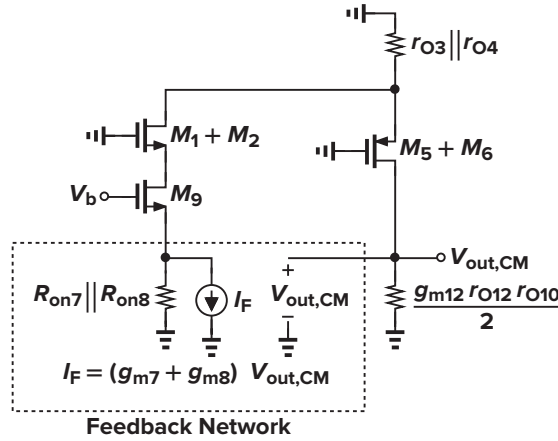 r_O3||r_O4
M_1 + M_2
M_5 + M_6
V_b
M_9
V_out,CM
R_on7||R_on8
I_F
+
V_out,CM
−
g_m12 r_O12 r_O10
2
I_F = (g_m7 + g_m8) V_out,CM
Feedback Network